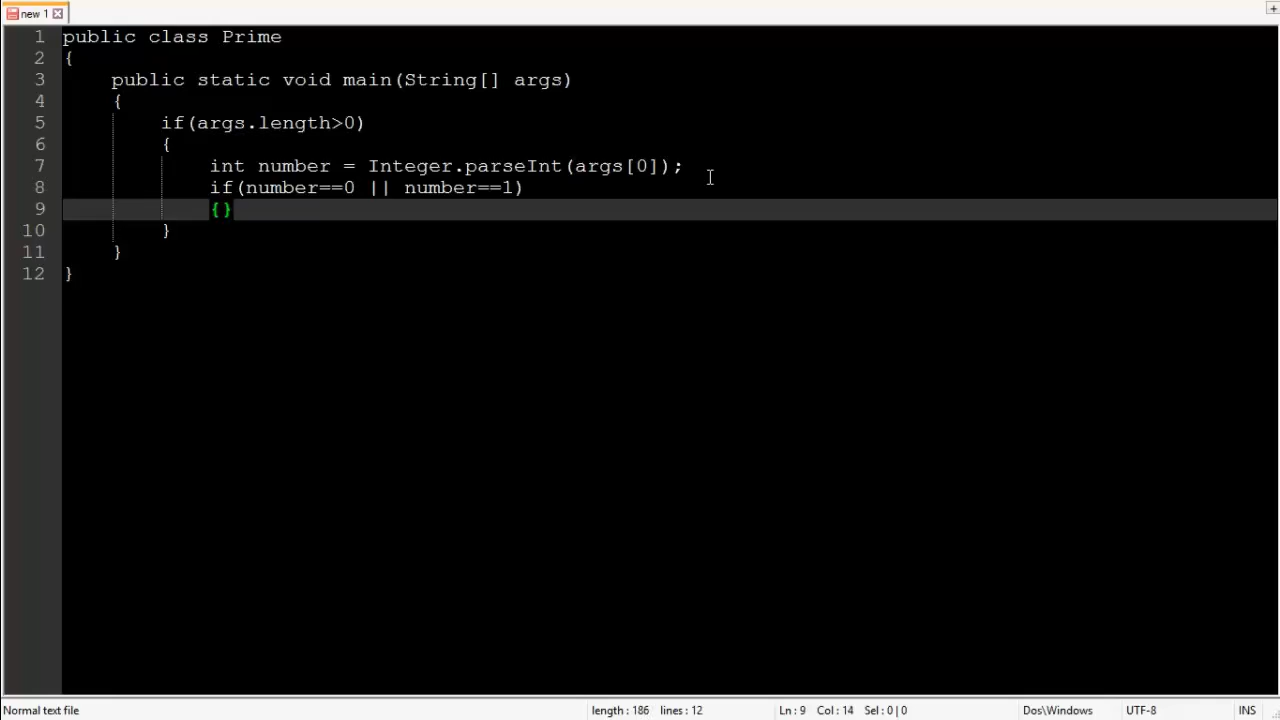 new 1
1 public class Prime
2 {
3 public static void main(String[] args)
4 {
5 if(args.length>0)
6 {
7 int number = Integer.parseInt(args[0]);
8 if(number==0 || number==1)
9 {}
10 }
11 }
12 }
Normal text file length : 186 lines : 12 Ln : 9 Col : 14 Sel : 0 | 0 Dos\Windows UTF-8 INS